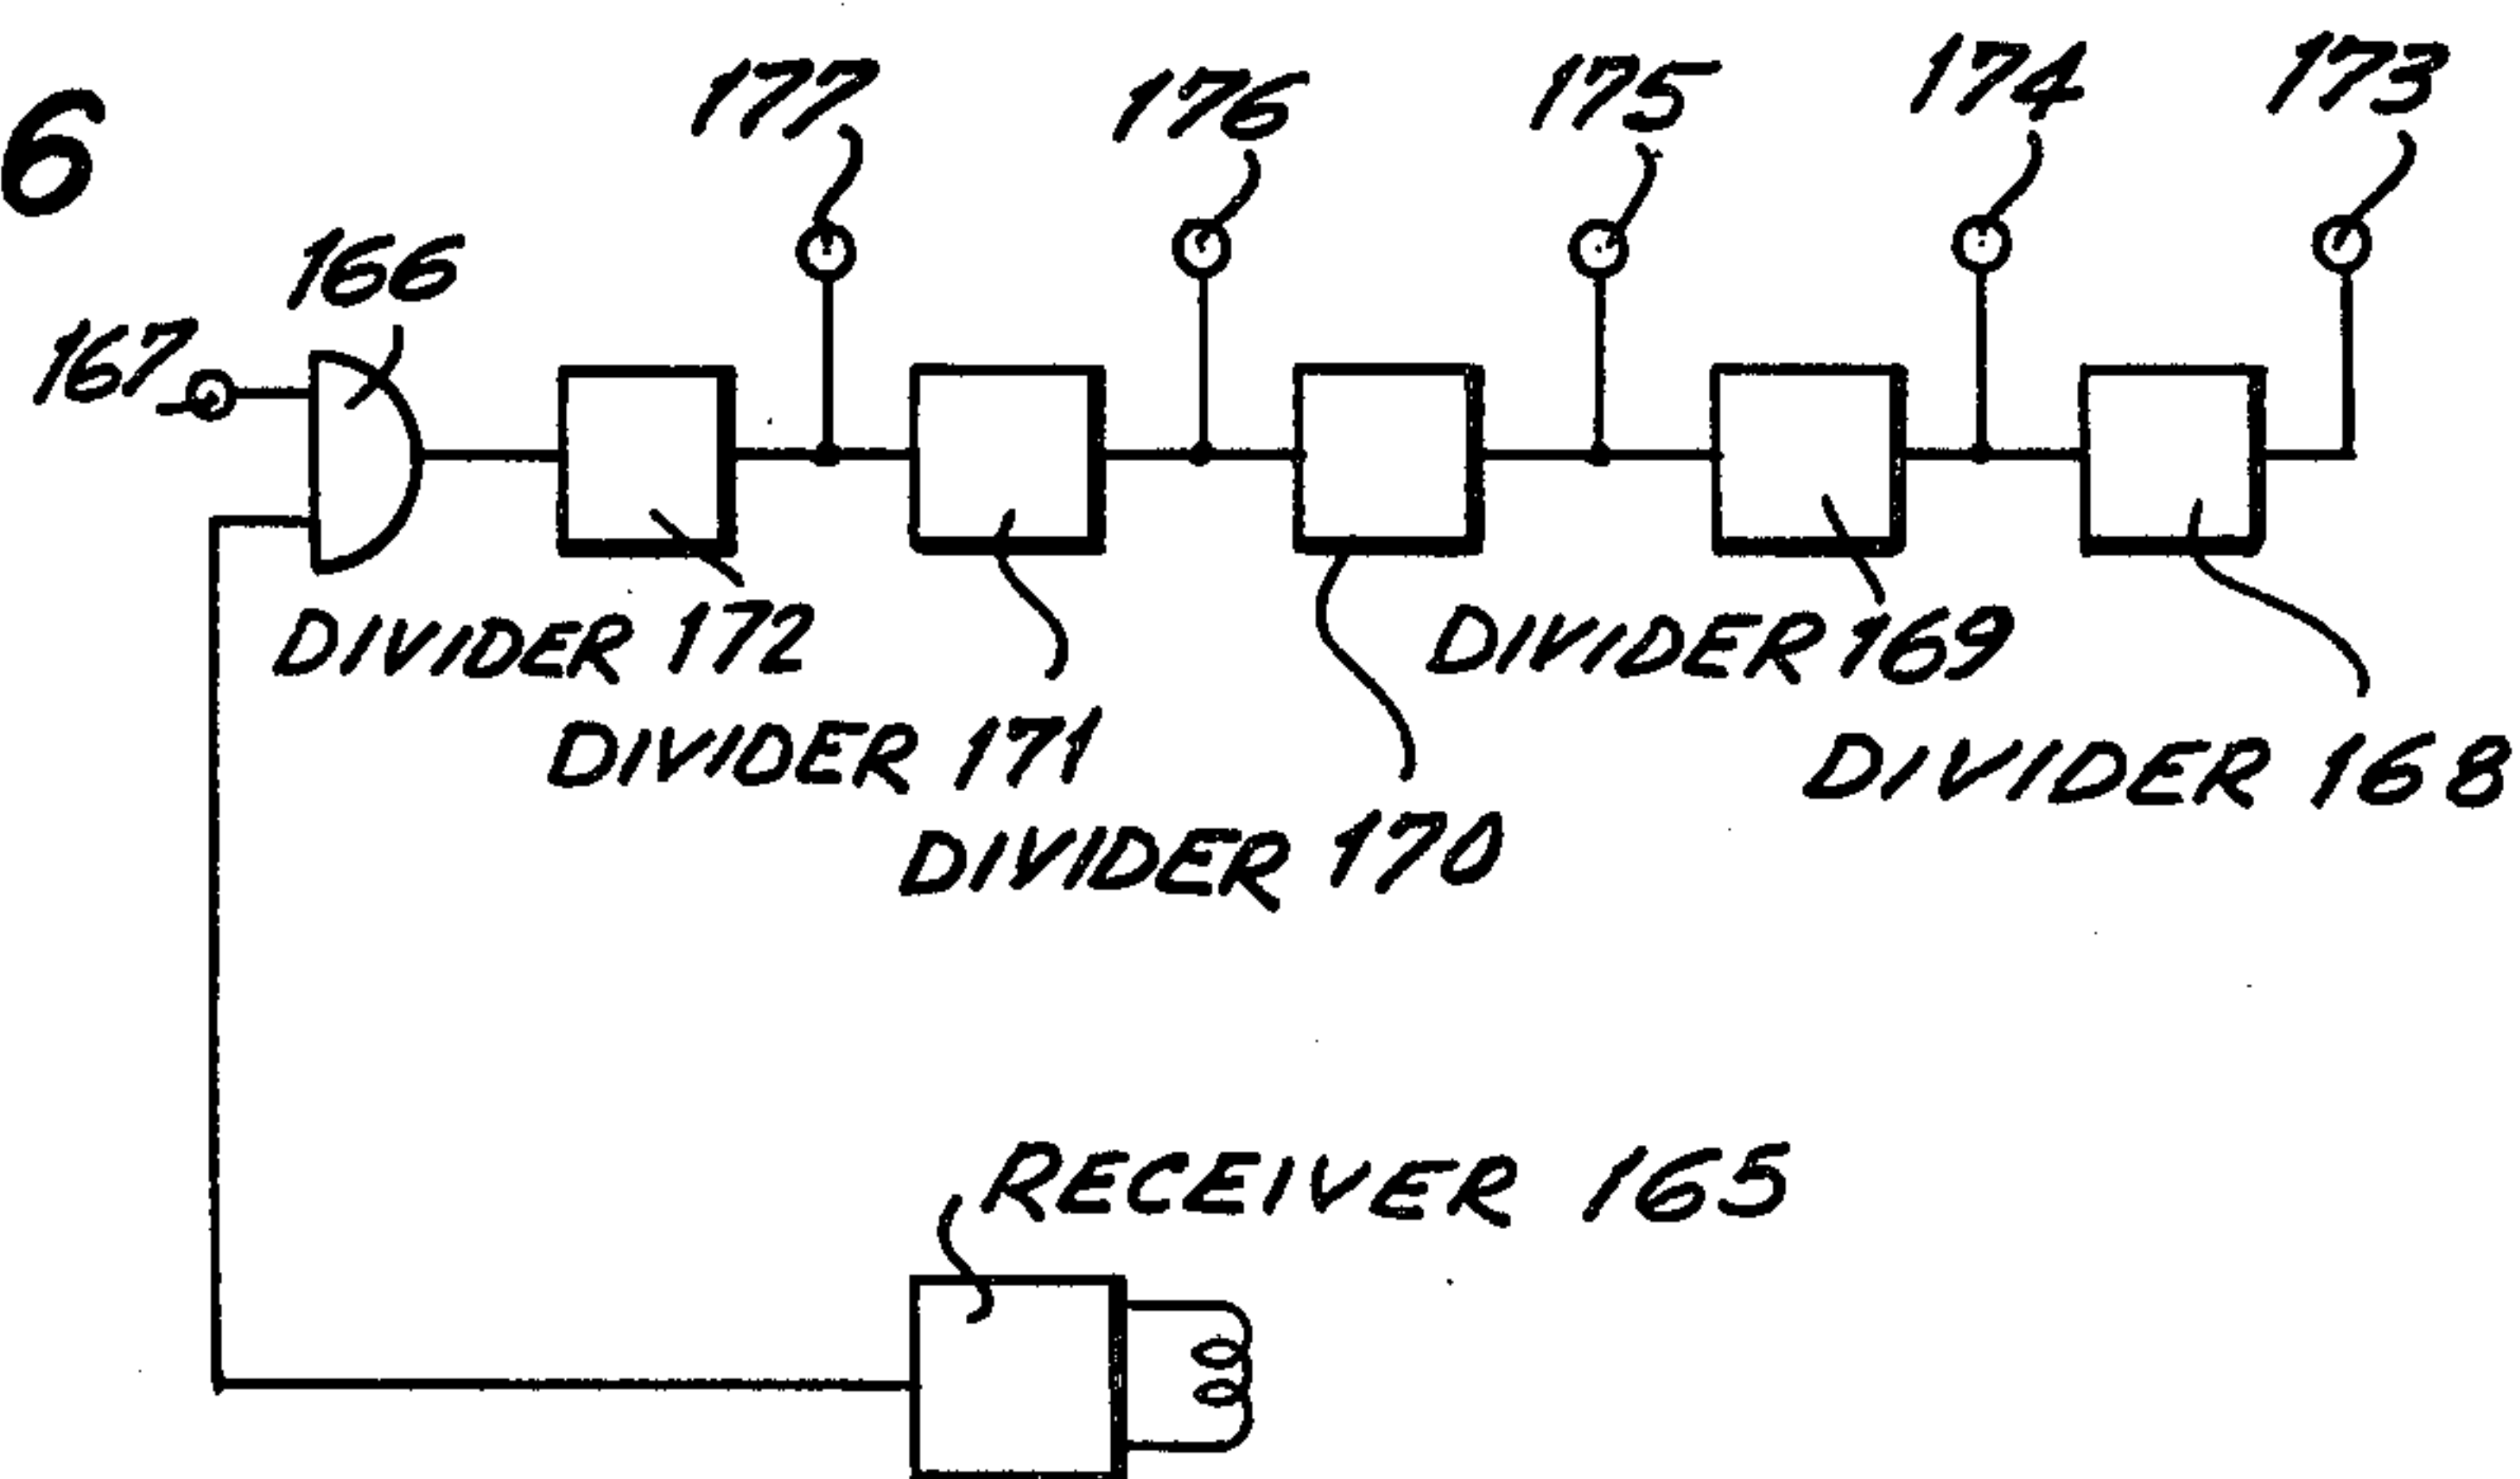 6
177
176
175
174
173
166
167
DIVIDER 172
DIVIDER 169
DIVIDER 171
DIVIDER 168
DIVIDER 170
RECEIVER 165